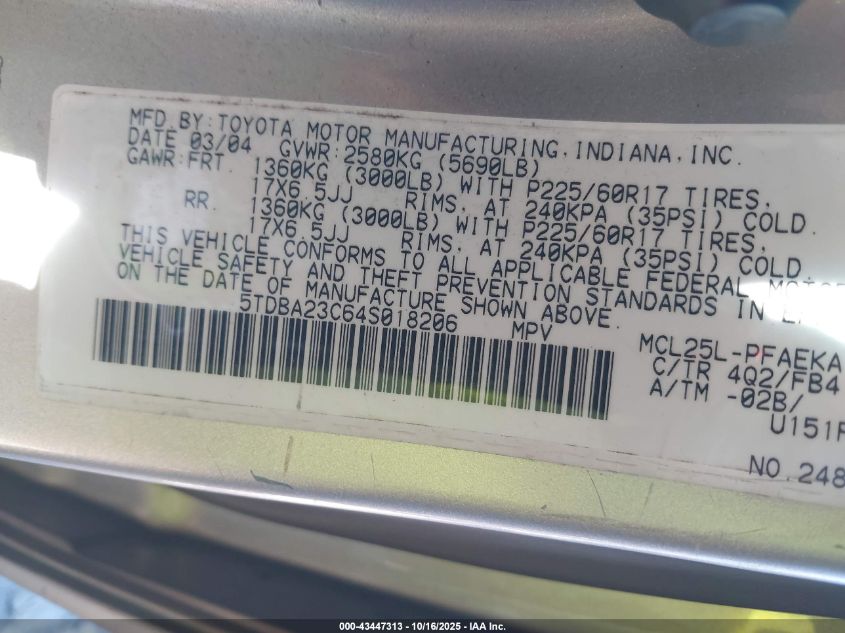 MFD.BY:TOYOTA MOTOR MANUFACTURING,INDIANA,INC.
DATE 03/04 GVWR:2580KG (5690LB)
GAWR:FRT. 1360KG (3000LB) WITH P225/60R17 TIRES,
17X6.5JJ RIMS, AT 240KPA (35PSI) COLD.
RR. 1360KG (3000LB) WITH P225/60R17 TIRES,
17X6.5JJ RIMS, AT 240KPA (35PSI) COLD.
THIS VEHICLE CONFORMS TO ALL APPLICABLE FEDERAL MOTOR
VEHICLE SAFETY AND THEFT PREVENTION STANDARDS IN
ON THE DATE OF MANUFACTURE SHOWN ABOVE.
5TDBA23C64S018206 MPV
MCL25L-PFAEKA
C/TR 4Q2/FB4
A/TM -02B/
U151F
NO.248
000-43447313 - 10/16/2025 - IAA Inc.